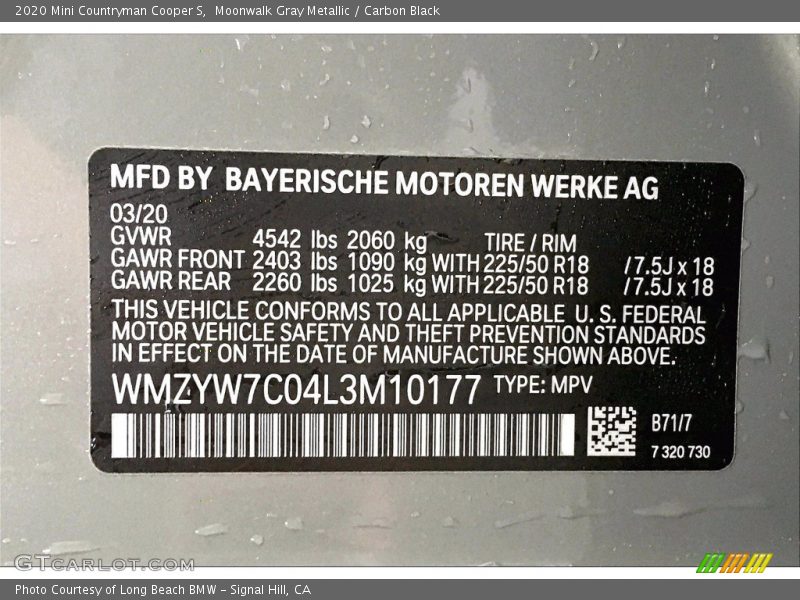 2020 Mini Countryman Cooper S,  Moonwalk Gray Metallic / Carbon Black
MFD BY BAYERISCHE MOTOREN WERKE AG
03/20
GVWR 4542 lbs 2060 kg TIRE / RIM
GAWR FRONT 2403 lbs 1090 kg WITH 225/50 R18 /7.5J x 18
GAWR REAR 2260 lbs 1025 kg WITH 225/50 R18 /7.5J x 18
THIS VEHICLE CONFORMS TO ALL APPLICABLE U. S. FEDERAL
MOTOR VEHICLE SAFETY AND THEFT PREVENTION STANDARDS
IN EFFECT ON THE DATE OF MANUFACTURE SHOWN ABOVE.
WMZYW7C04L3M10177 TYPE: MPV
B71/7
7 320 730
GTCARLOT.COM
Photo Courtesy of Long Beach BMW - Signal Hill, CA